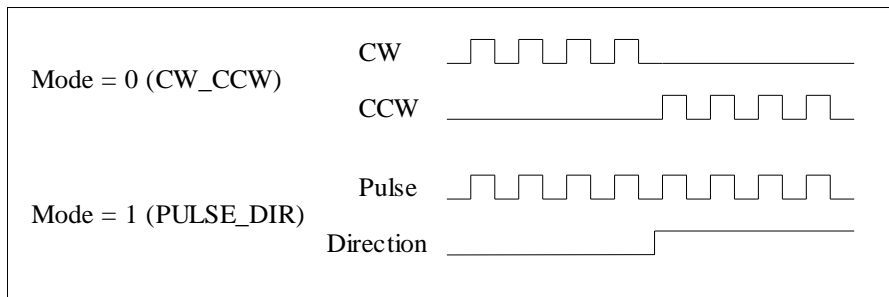 Mode = 0 (CW_CCW)
CW
CCW
Mode = 1 (PULSE_DIR)
Pulse
Direction